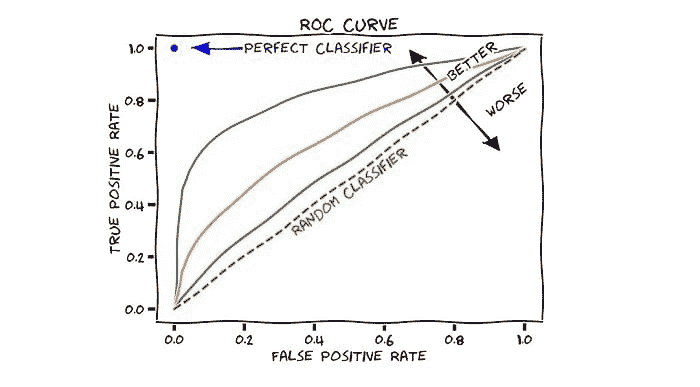 ROC CURVE
PERFECT CLASSIFIER
BETTER
WORSE
RANDOM CLASSIFIER
TRUE POSITIVE RATE
1.0
0.8
0.6
0.4
0.2
0.0
0.0 0.2 0.4 0.6 0.8 1.0
FALSE POSITIVE RATE